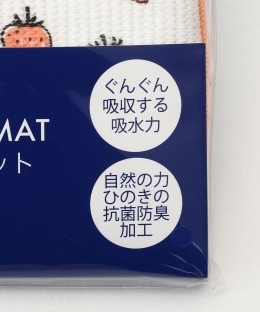 ぐんぐん
吸収する
吸水力
MAT
ット
自然の力
ひのきの
抗菌防臭
加工